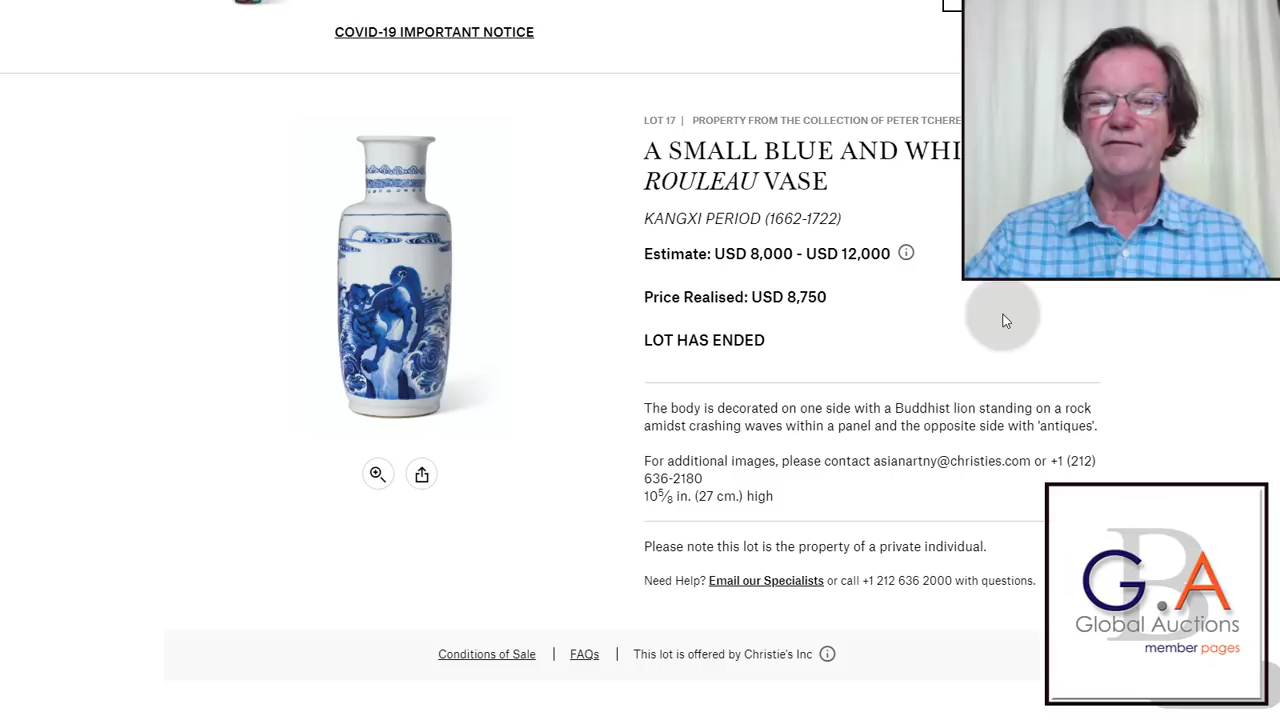 COVID-19 IMPORTANT NOTICE
LOT 17 | PROPERTY FROM THE COLLECTION OF PETER
A SMALL BLUE AND
ROULEAU VASE
KANGXI PERIOD (1662-1722)
Estimate: USD 8,000 - USD 12,000
Price Realised: USD 8,750
LOT HAS ENDED
The body is decorated on one side with a Buddhist lion standing on a rock
amidst crashing waves within a panel and the opposite side with 'antiques'.
For additional images, please contact asianartny@christies.com or +1 (212)
636-2180
10⅝ in. (27 cm.) high
Please note this lot is the property of a private individual.
Need Help? Email our Specialists or call +1 212 636 2000 with questions.
Conditions of Sale | FAQs | This lot is offered by Christie's Inc
B
G.A
Global Auctions
member pages